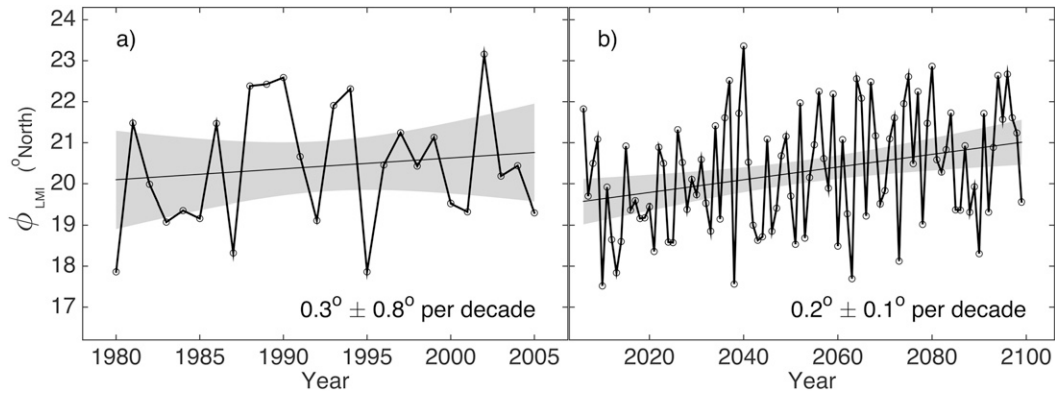 a)
b)
24
23
22
21
20
19
18
17
ϕLMI (°North)
0.3° ± 0.8° per decade
0.2° ± 0.1° per decade
1980 1985 1990 1995 2000 2005
2020 2040 2060 2080 2100
Year
Year